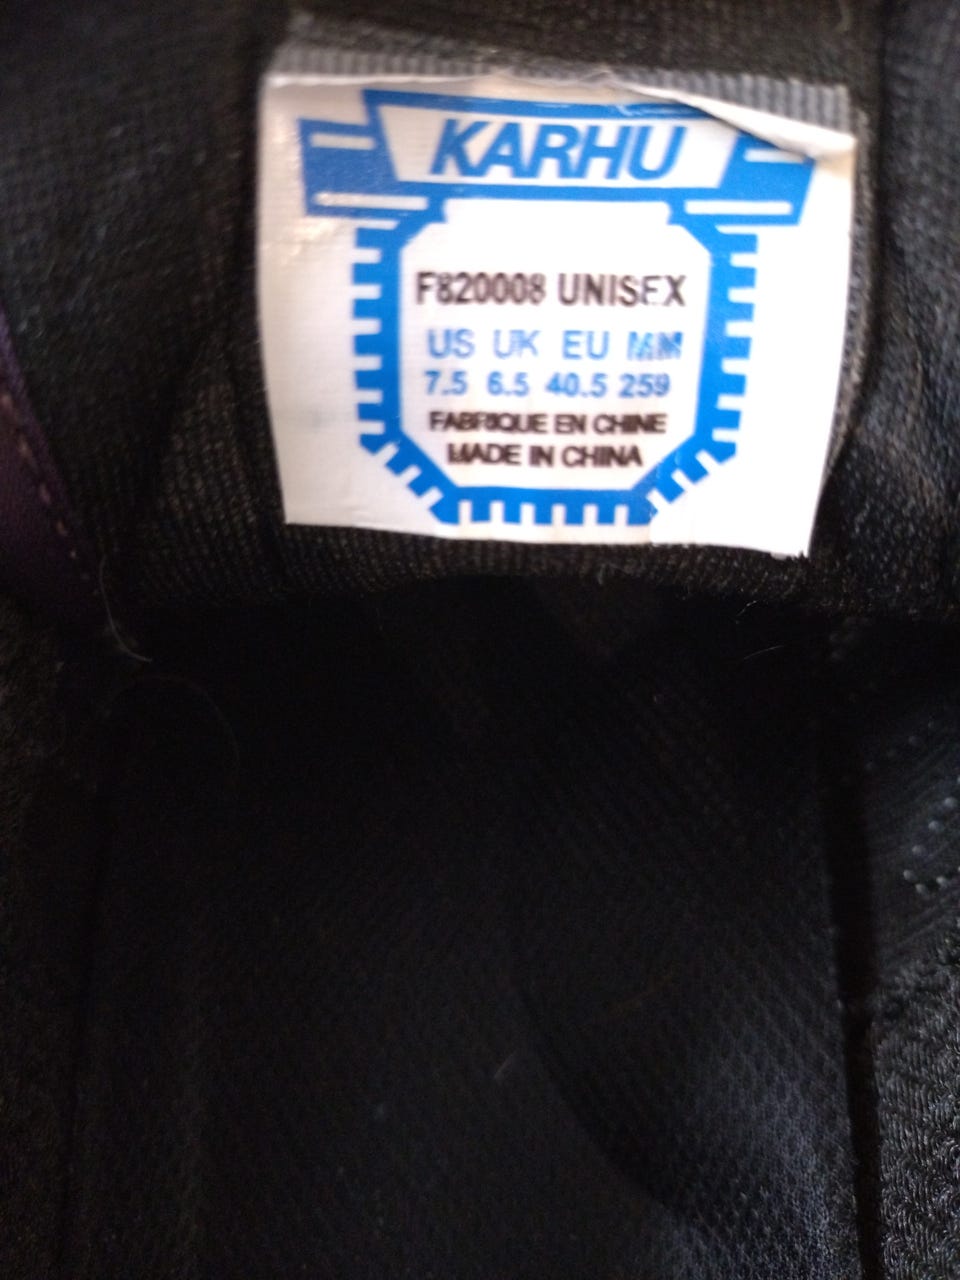 KARHU
F820008 UNISEX
US UK EU MM
7.5 6.5 40.5 259
FABRIQUE EN CHINE
MADE IN CHINA